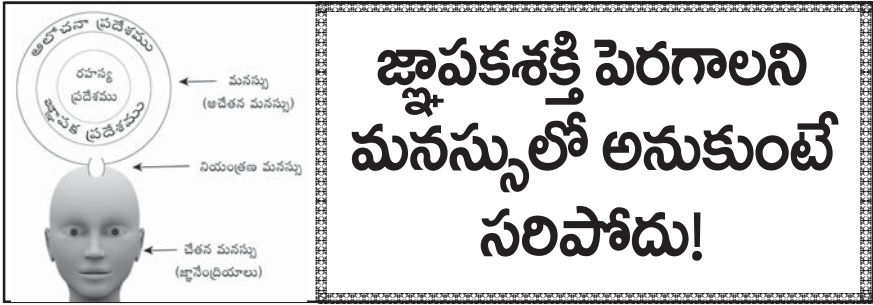 ఆలోచనా ప్రదేశము
రహస్య
ప్రదేశము
జ్ఞాపక ప్రదేశము
మనస్సు
(అచేతన మనస్సు)
నియంత్రణ మనస్సు
చేతన మనస్సు
(జ్ఞానేంద్రియాలు)
జ్ఞాపకశక్తి పెరగాలని
మనస్సులో అనుకుంటే
సరిపోదు!